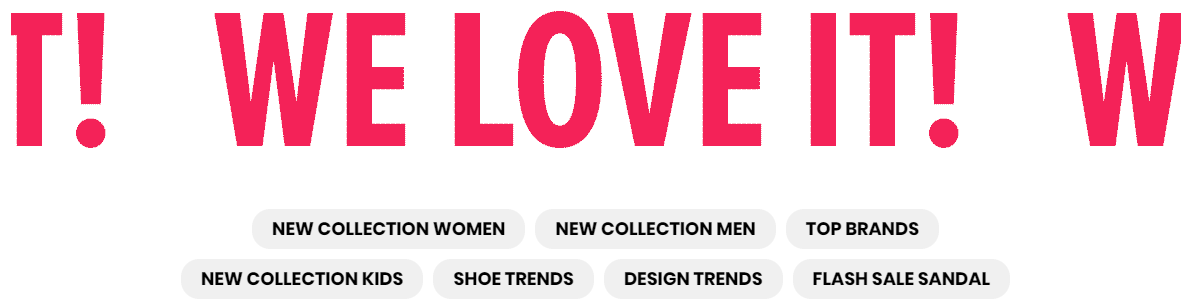 T! WE LOVE IT! W
NEW COLLECTION WOMEN NEW COLLECTION MEN TOP BRANDS
NEW COLLECTION KIDS SHOE TRENDS DESIGN TRENDS FLASH SALE SANDAL